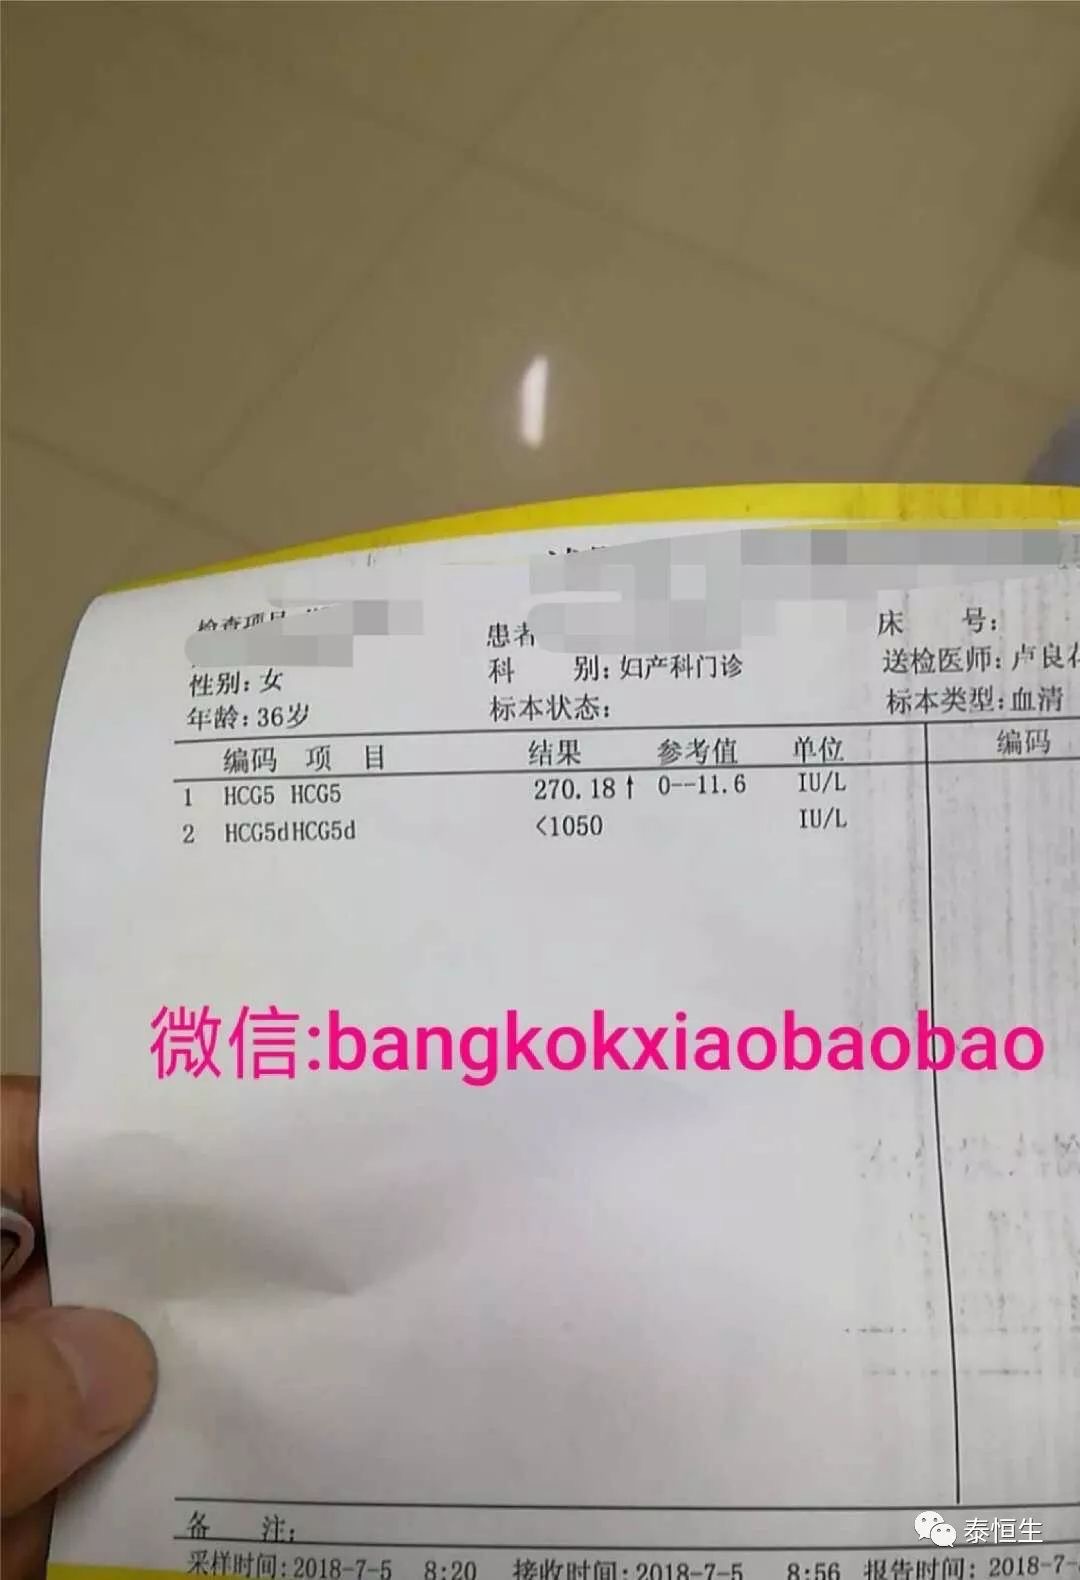 检查项目
患者
床 号:
性别:女
科 别:妇产科门诊
送检医师:卢良
年龄:36岁
标本状态:
标本类型:血清
编码 项 目 结果 参考值 单位 编码
1 HCG5 HCG5 270.18↑ 0--11.6 IU/L
2 HCG5d HCG5d <1050 IU/L
微信:bangkokxiaobaobao
备 注:
泰恒生
采样时间:2018-7-5 8:20 接收时间:2018-7-5 8:56 报告时间:2018-7-